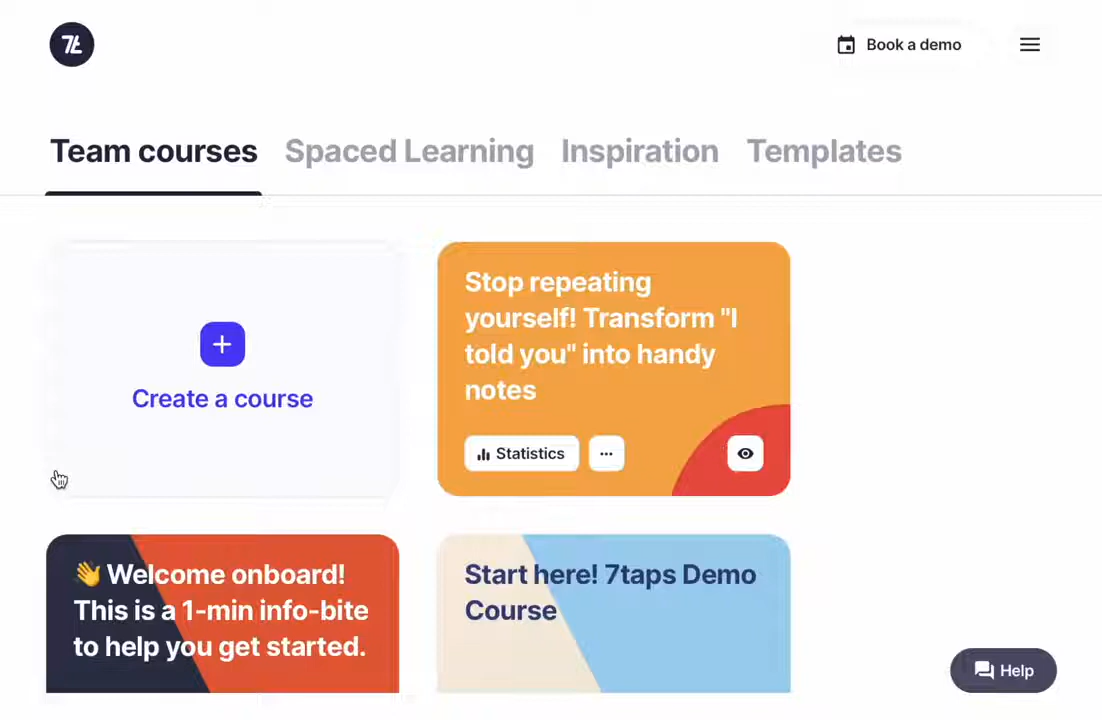 7t
Book a demo
Team courses
Spaced Learning
Inspiration
Templates
Create a course
Stop repeating
yourself! Transform "I
told you" into handy
notes
Statistics
👋 Welcome onboard!
This is a 1-min info-bite
to help you get started.
Start here! 7taps Demo
Course
Help